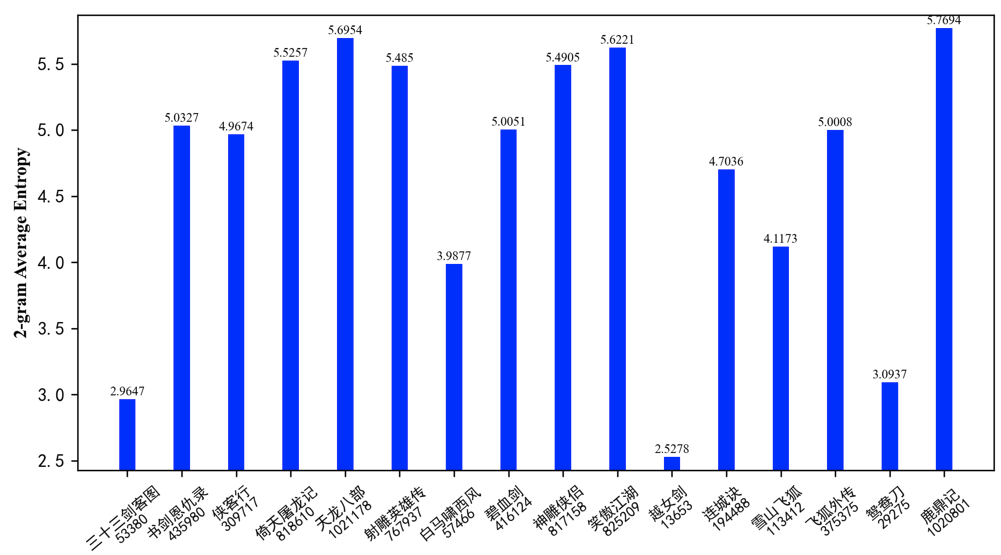 2-gram Average Entropy
5.5
5.0
4.5
4.0
3.5
3.0
2.5
2.9647
5.0327
4.9674
5.5257
5.6954
5.485
3.9877
5.0051
5.4905
5.6221
2.5278
4.7036
4.1173
5.0008
3.0937
5.7694
三十三剑客图
53380
书剑恩仇录
435980
侠客行
309717
倚天屠龙记
818610
天龙八部
1021178
射雕英雄传
767937
白马啸西风
57466
碧血剑
416124
神雕侠侣
817158
笑傲江湖
825209
越女剑
13653
连城诀
194488
雪山飞狐
113412
飞狐外传
375375
鸳鸯刀
29275
鹿鼎记
1020801